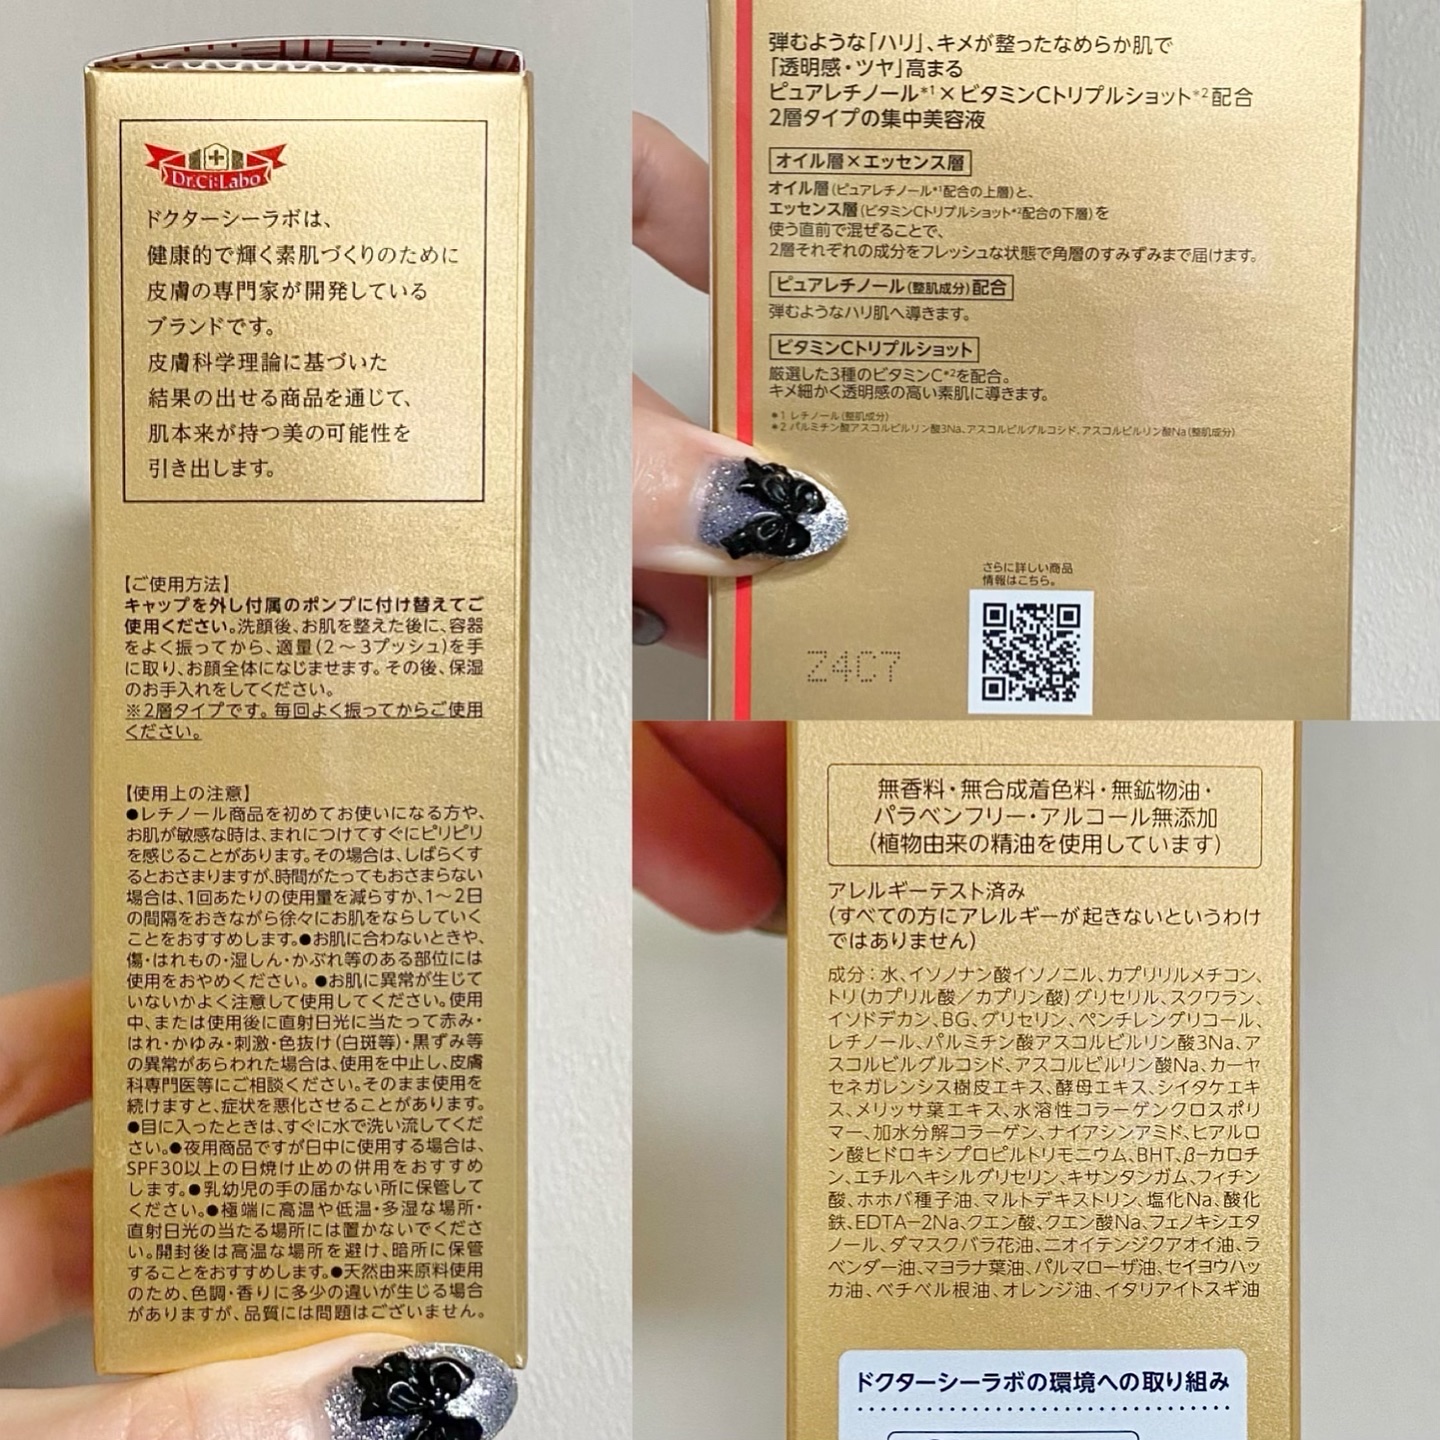 Dr.Ci:Labo
ドクターシーラボは、
健康的で輝く素肌づくりのために
皮膚の専門家が開発している
ブランドです。
皮膚科学理論に基づいた
結果の出せる商品を通じて、
肌本来が持つ美の可能性を
引き出します。
【ご使用方法】
キャップを外し付属のポンプに付け替えてご
使用ください。洗顔後、お肌を整えた後に、容器
をよく振ってから、適量(2〜3プッシュ)を手
に取り、お顔全体になじませます。その後、保湿
のお手入れをしてください。
※2層タイプです。毎回よく振ってからご使用
ください。
【使用上の注意】
●レチノール商品を初めてお使いになる方や、
お肌が敏感な時は、まれにつけてすぐにピリピリ
を感じることがあります。その場合は、しばらくす
るとおさまりますが、時間がたってもおさまらない
場合は、1回あたりの使用量を減らすか、1〜2日
の間隔をおきながら徐々にお肌をならしていく
ことをおすすめします。●お肌に合わないときや、
傷・はれもの・湿しん・かぶれ等のある部位には
使用をおやめください。●お肌に異常が生じて
いないかよく注意して使用してください。使用
中、または使用後に直射日光に当たって赤み・
はれ・かゆみ・刺激・色抜け(白斑等)・黒ずみ等
の異常があらわれた場合は、使用を中止し、皮膚
科専門医等にご相談ください。そのまま使用を
続けますと、症状を悪化させることがあります。
●目に入ったときは、すぐに水で洗い流してくだ
さい。●夜用商品ですが日中に使用する場合は、
SPF30以上の日焼け止めの併用をおすすめ
します。●乳幼児の手の届かない所に保管して
ください。●極端に高温や低温・多湿な場所・
直射日光の当たる場所には置かないでくださ
い。開封後は高温な場所を避け、暗所に保管
することをおすすめします。●天然由来原料使用
のため、色調・香りに多少の違いが生じる場合
がありますが、品質には問題はございません。
弾むような「ハリ」、キメが整ったなめらか肌で
「透明感・ツヤ」高まる
ピュアレチノール*1×ビタミンCトリプルショット*2配合
2層タイプの集中美容液
オイル層×エッセンス層
オイル層(ピュアレチノール*1配合の上層)と、
エッセンス層(ビタミンCトリプルショット*2配合の下層)を
使う直前で混ぜることで、
2層それぞれの成分をフレッシュな状態で角層のすみずみまで届けます。
ピュアレチノール(整肌成分)配合
弾むようなハリ肌へ導きます。
ビタミンCトリプルショット
厳選した3種のビタミンC*2を配合。
キメ細かく透明感の高い素肌に導きます。
*1 レチノール(整肌成分)
*2 パルミチン酸アスコルビルリン酸3Na、アスコルビルグルコシド、アスコルビルリン酸Na(整肌成分)
さらに詳しい商品
情報はこちら。
Z4C7
無香料・無合成着色料・無鉱物油・
パラベンフリー・アルコール無添加
(植物由来の精油を使用しています)
アレルギーテスト済み
(すべての方にアレルギーが起きないというわけ
ではありません)
成分：水、イソノナン酸イソノニル、カプリリルメチコン、
トリ(カプリル酸／カプリン酸)グリセリル、スクワラン、
イソドデカン、BG、グリセリン、ペンチレングリコール、
レチノール、パルミチン酸アスコルビルリン酸3Na、ア
スコルビルグルコシド、アスコルビルリン酸Na、カーヤ
セネガレンシス樹皮エキス、酵母エキス、シイタケエキ
ス、メリッサ葉エキス、水溶性コラーゲンクロスポリ
マー、加水分解コラーゲン、ナイアシンアミド、ヒアルロ
ン酸ヒドロキシプロピルトリモニウム、BHT、β-カロチ
ン、エチルヘキシルグリセリン、キサンタンガム、フィチン
酸、ホホバ種子油、マルトデキストリン、塩化Na、酸化
鉄、EDTA-2Na、クエン酸、クエン酸Na、フェノキシエタ
ノール、ダマスクバラ花油、ニオイテンジクアオイ油、ラ
ベンダー油、マヨラナ葉油、パルマローザ油、セイヨウハッ
カ油、ベチベル根油、オレンジ油、イタリアイトスギ油
ドクターシーラボの環境への取り組み